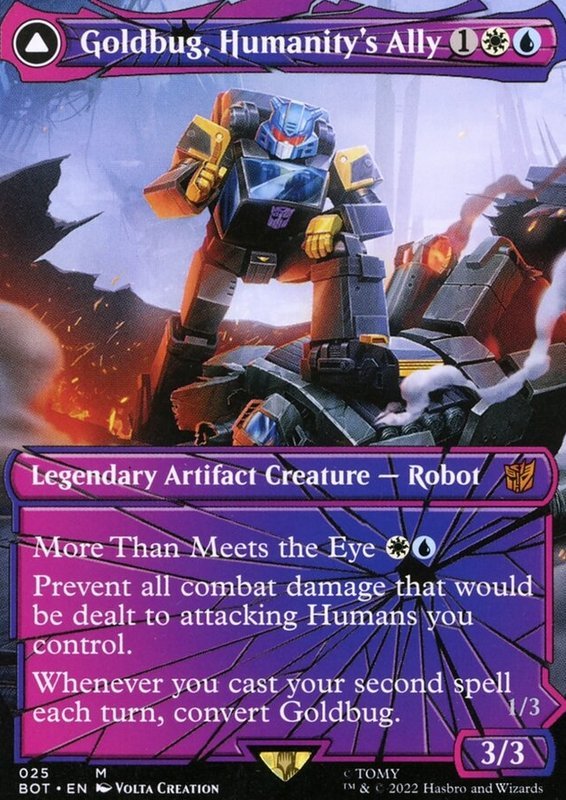 Goldbug, Humanity's Ally 1
Legendary Artifact Creature — Robot
More Than Meets the Eye
Prevent all combat damage that would
be dealt to attacking Humans you
control.
Whenever you cast your second spell
each turn, convert Goldbug.
1/3
3/3
025 M
BOT • EN Volta Creation
© TOMY
™ & © 2022 Hasbro and Wizards